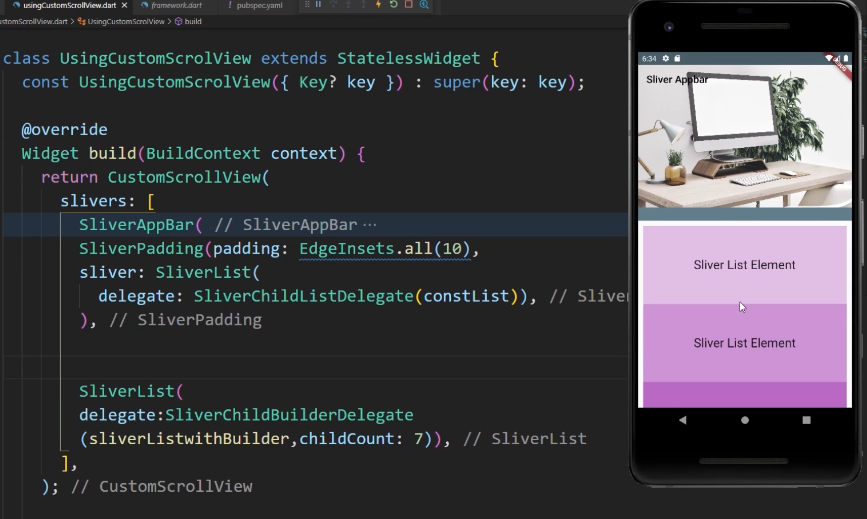 usingCustomScrollView.dart
framework.dart
! pubspec.yaml
stomScrollView.dart > UsingCustomScrolView > build
class UsingCustomScrolView extends StatelessWidget {
const UsingCustomScrolView({ Key? key }) : super(key: key);
@override
Widget build(BuildContext context) {
return CustomScrollView(
slivers: [
SliverAppBar( // SliverAppBar ...
SliverPadding(padding: EdgeInsets.all(10),
sliver: SliverList(
delegate: SliverChildListDelegate(constList)), // Sliver
), // SliverPadding
SliverList(
delegate:SliverChildBuilderDelegate
(sliverListwithBuilder,childCount: 7)), // SliverList
],
); // CustomScrollView
6:34
Sliver Appbar
Sliver List Element
Sliver List Element